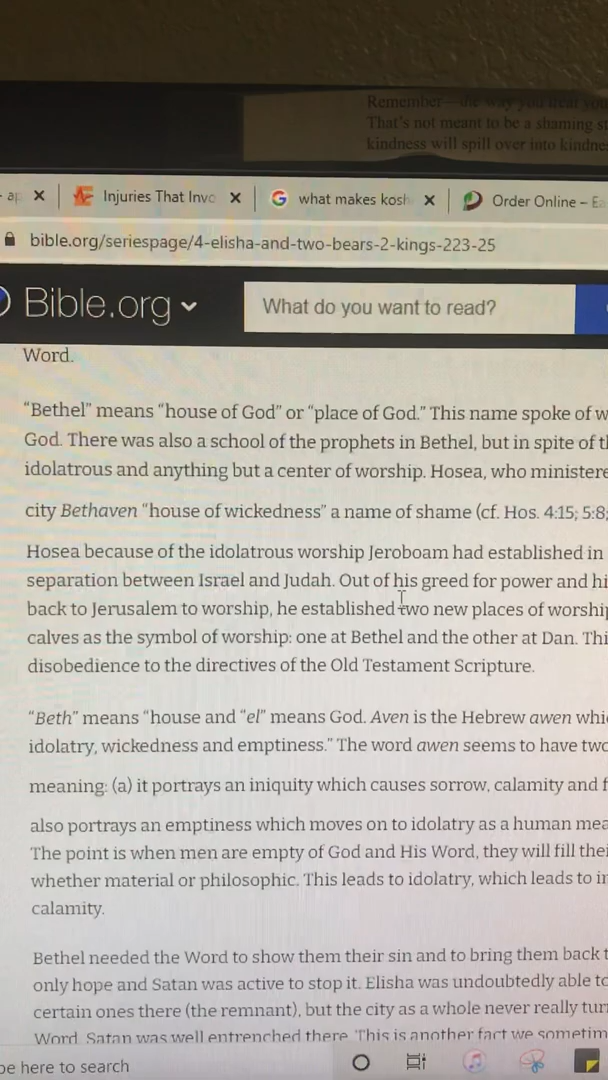 Remember—the way you treat you
That's not meant to be a shaming st
kindness will spill over into kindne
Injuries That Invo
what makes kosh
Order Online – Ea
bible.org/seriespage/4-elisha-and-two-bears-2-kings-223-25
Bible.org
What do you want to read?
Word.
“Bethel” means “house of God” or “place of God.” This name spoke of w
God. There was also a school of the prophets in Bethel, but in spite of th
idolatrous and anything but a center of worship. Hosea, who ministere
city Bethaven “house of wickedness” a name of shame (cf. Hos. 4:15; 5:8;
Hosea because of the idolatrous worship Jeroboam had established in
separation between Israel and Judah. Out of his greed for power and hi
back to Jerusalem to worship, he established two new places of worship
calves as the symbol of worship: one at Bethel and the other at Dan. Thi
disobedience to the directives of the Old Testament Scripture.
“Beth” means “house and “el” means God. Aven is the Hebrew awen whic
idolatry, wickedness and emptiness.” The word awen seems to have two
meaning: (a) it portrays an iniquity which causes sorrow, calamity and f
also portrays an emptiness which moves on to idolatry as a human mea
The point is when men are empty of God and His Word, they will fill thei
whether material or philosophic. This leads to idolatry, which leads to in
calamity.
Bethel needed the Word to show them their sin and to bring them back t
only hope and Satan was active to stop it. Elisha was undoubtedly able to
certain ones there (the remnant), but the city as a whole never really turn
Word. Satan was well entrenched there. This is another fact we sometim
pe here to search